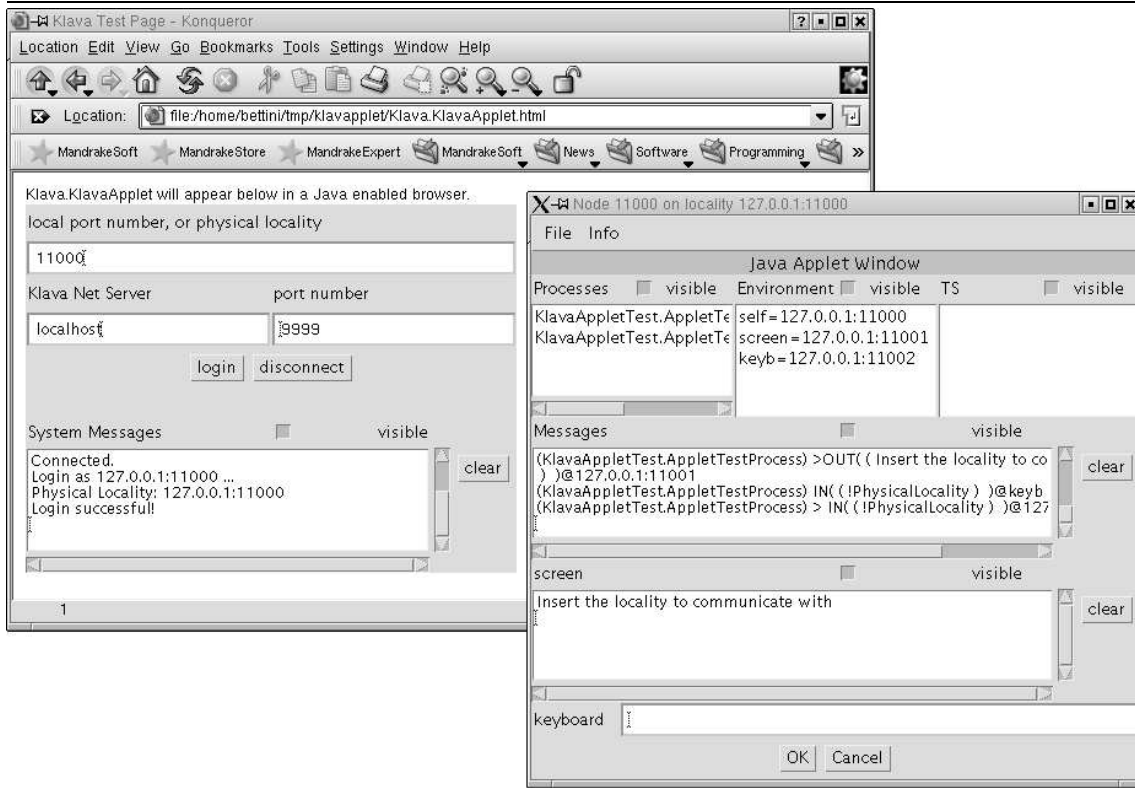 Klava Test Page - Konqueror
Location Edit View Go Bookmarks Tools Settings Window Help
Location: file:/home/bettini/tmp/klavapplet/Klava.KlavaApplet.html
MandrakeSoft MandrakeStore MandrakeExpert MandrakeSoft News Software Programming »
Klava.KlavaApplet will appear below in a Java enabled browser.
local port number, or physical locality
11000
Klava Net Server port number
localhost 9999
login disconnect
System Messages visible
Connected.
Login as 127.0.0.1:11000 ...
Physical Locality: 127.0.0.1:11000
Login successful!
clear
1
Node 11000 on locality 127.0.0.1:11000
File Info
Java Applet Window
Processes visible Environment visible TS visible
KlavaAppletTest.AppletTe
KlavaAppletTest.AppletTe
self=127.0.0.1:11000
screen=127.0.0.1:11001
keyb=127.0.0.1:11002
Messages visible
(KlavaAppletTest.AppletTestProcess) >OUT( ( Insert the locality to co
) )@127.0.0.1:11001
(KlavaAppletTest.AppletTestProcess) IN( ( !PhysicalLocality ) )@keyb
(KlavaAppletTest.AppletTestProcess) > IN( ( !PhysicalLocality ) )@127
clear
screen visible
Insert the locality to communicate with
clear
keyboard
OK Cancel